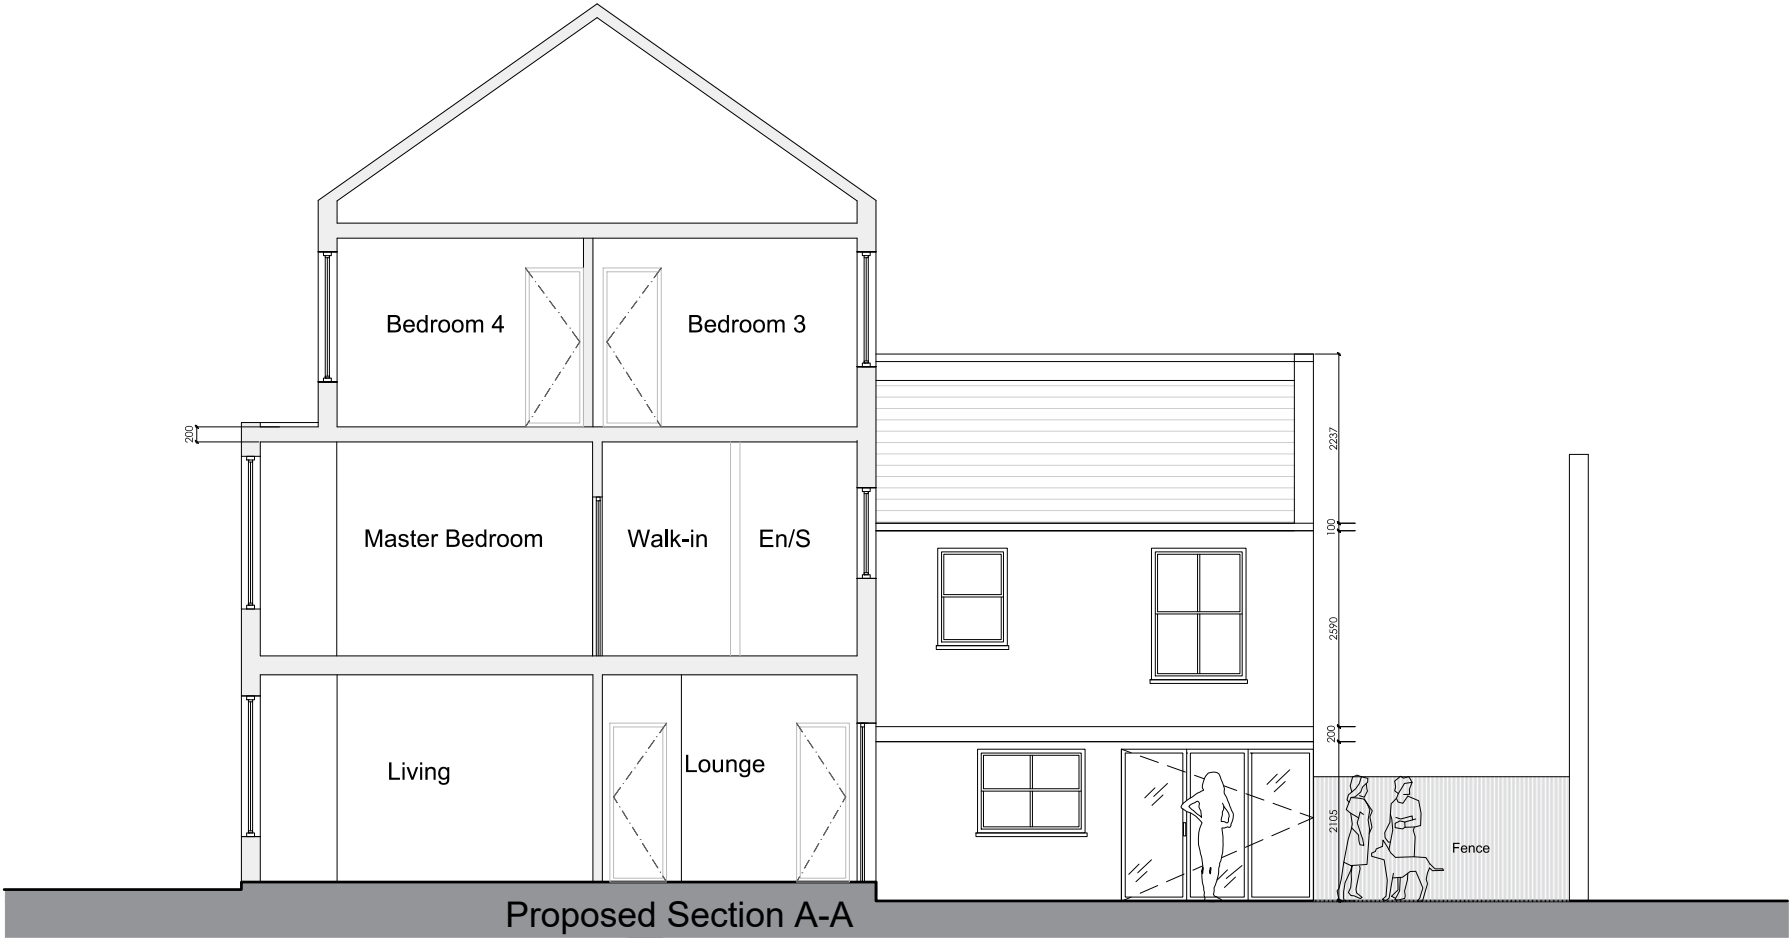 Bedroom 4
Bedroom 3
200
2237
100
Master Bedroom
Walk-in
En/S
2590
200
Living
Lounge
2105
Fence
Proposed Section A-A